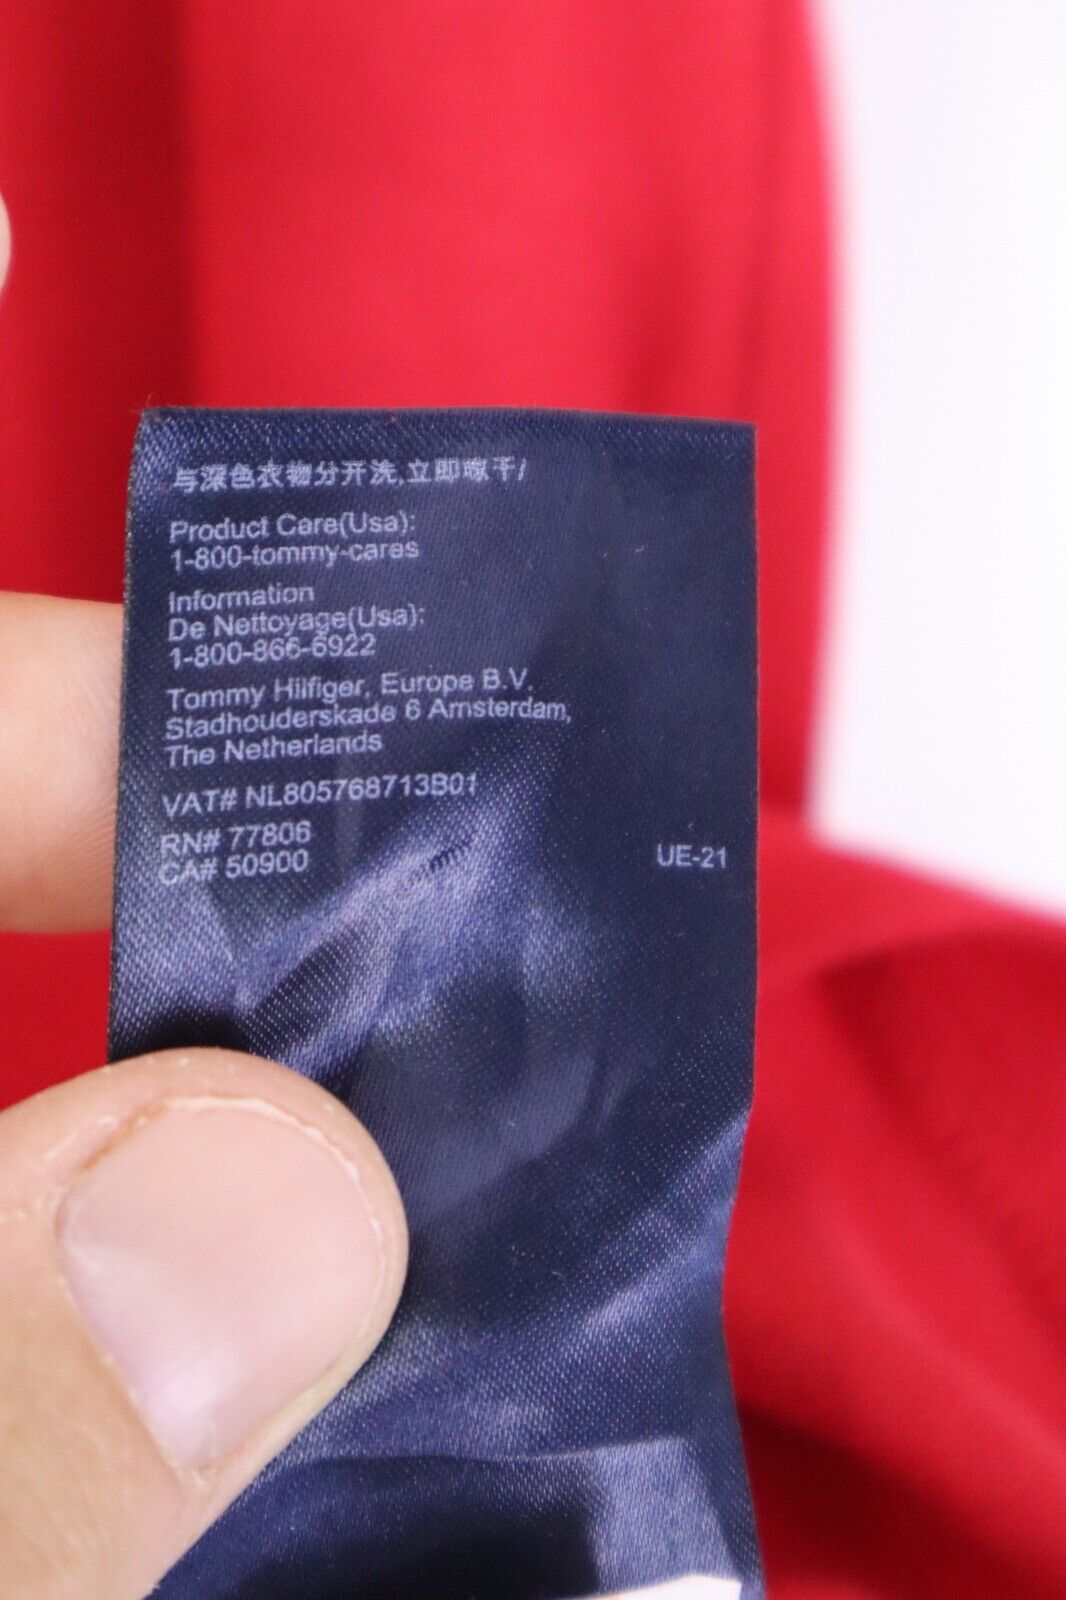 与深色衣物分开洗,立即晾干/
Product Care(Usa):
1-800-tommy-cares
Information
De Nettoyage(Usa):
1-800-866-6922
Tommy Hilfiger, Europe B.V.
Stadhouderskade 6 Amsterdam,
The Netherlands
VAT# NL805768713B01
RN# 77806
CA# 50900
UE-21